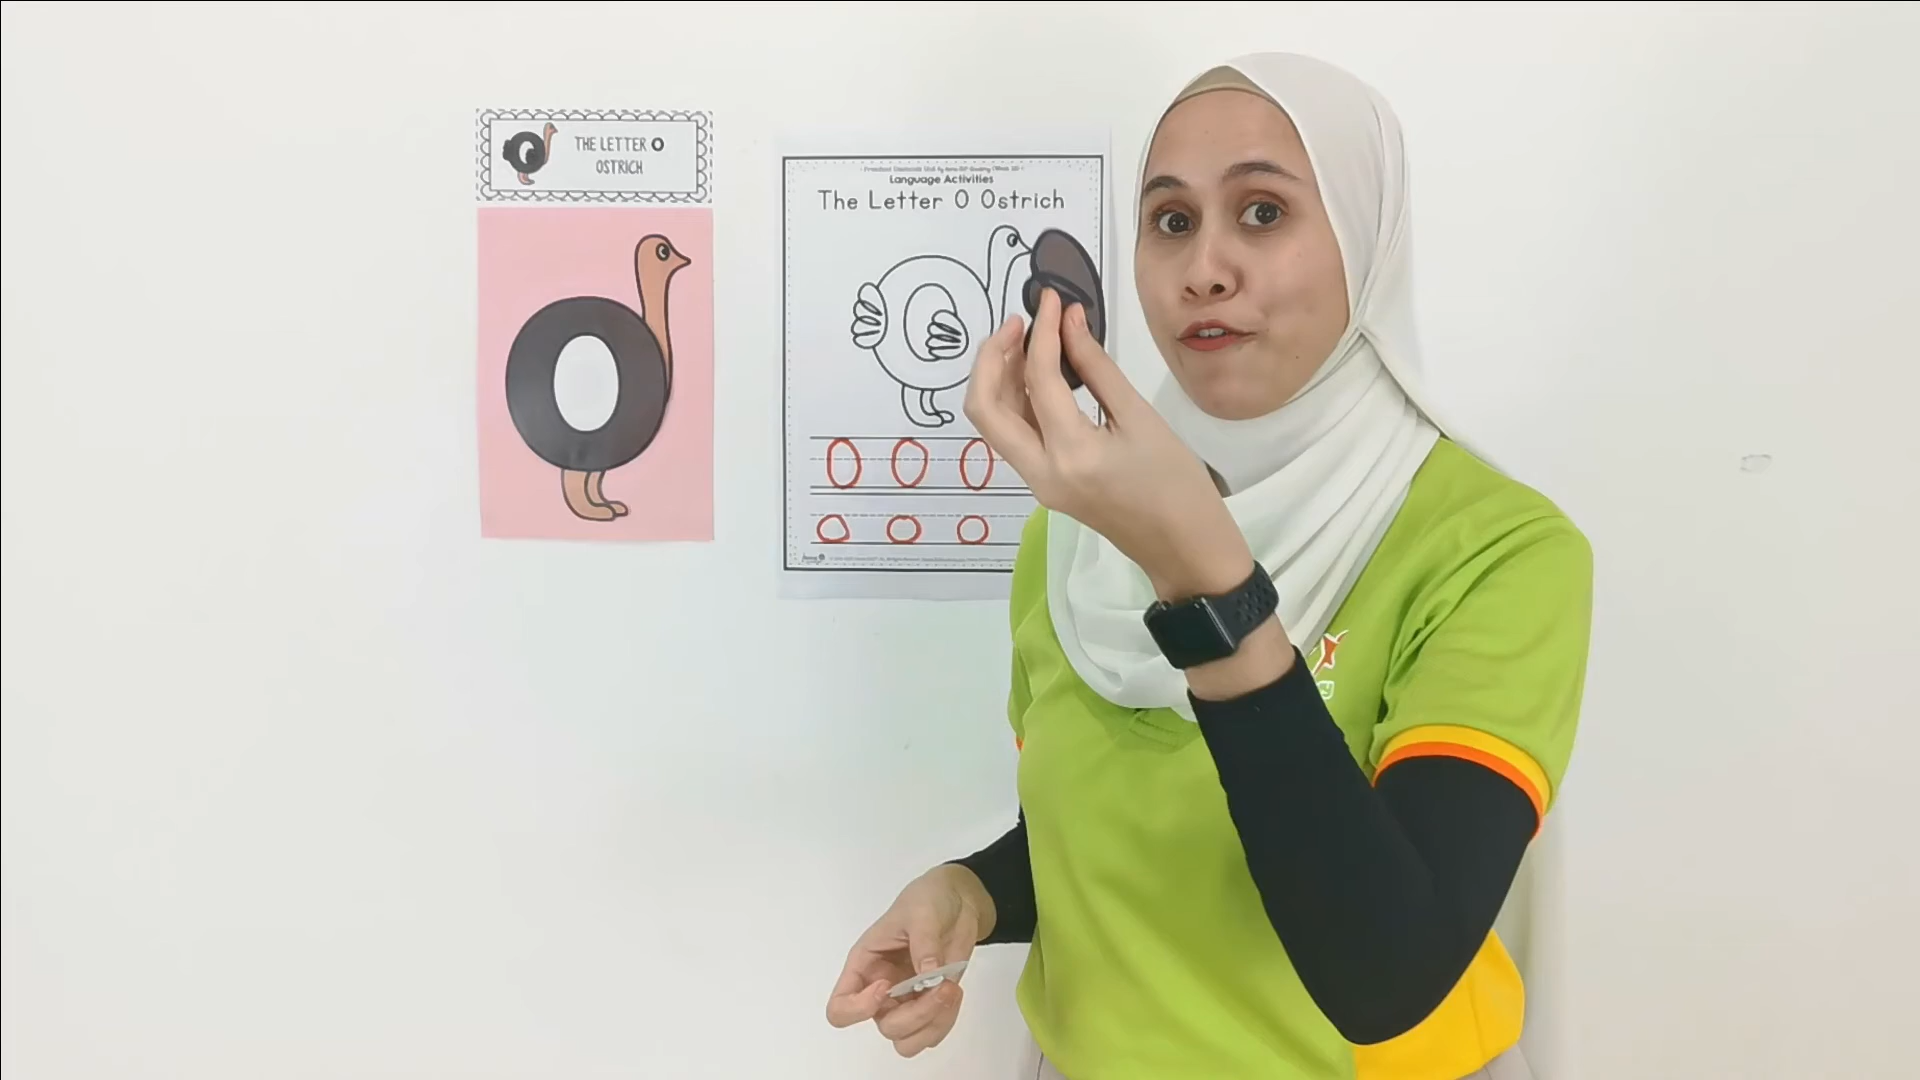 THE LETTER O
OSTRICH
Language Activities
The Letter O Ostrich
O O O
o o o